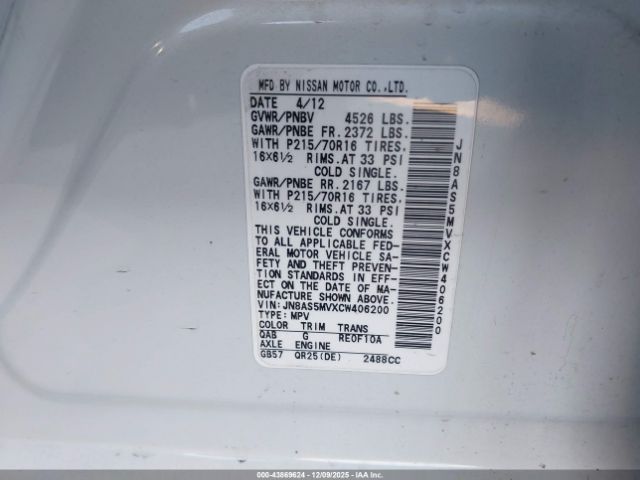 MFD BY NISSAN MOTOR CO.,LTD.
DATE 4/12
GVWR/PNBV 4526 LBS.
GAWR/PNBE FR. 2372 LBS.
WITH P215/70R16 TIRES.
16X6½ RIMS. AT 33 PSI
COLD SINGLE.
GAWR/PNBE RR. 2167 LBS.
WITH P215/70R16 TIRES.
16X6½ RIMS. AT 33 PSI
COLD SINGLE.
THIS VEHICLE CONFORMS
TO ALL APPLICABLE FED-
ERAL MOTOR VEHICLE SA-
FETY AND THEFT PREVEN-
TION STANDARDS IN EFF-
ECT ON THE DATE OF MA-
NUFACTURE SHOWN ABOVE.
VIN: JN8AS5MVXCW406200
TYPE: MPV
COLOR TRIM TRANS
QAB G RE0F10A
AXLE ENGINE
GB57 QR25(DE) 2488CC
JN8AS5MVXCW406200
000-43869624 | 12/09/2025 | IAA Inc.